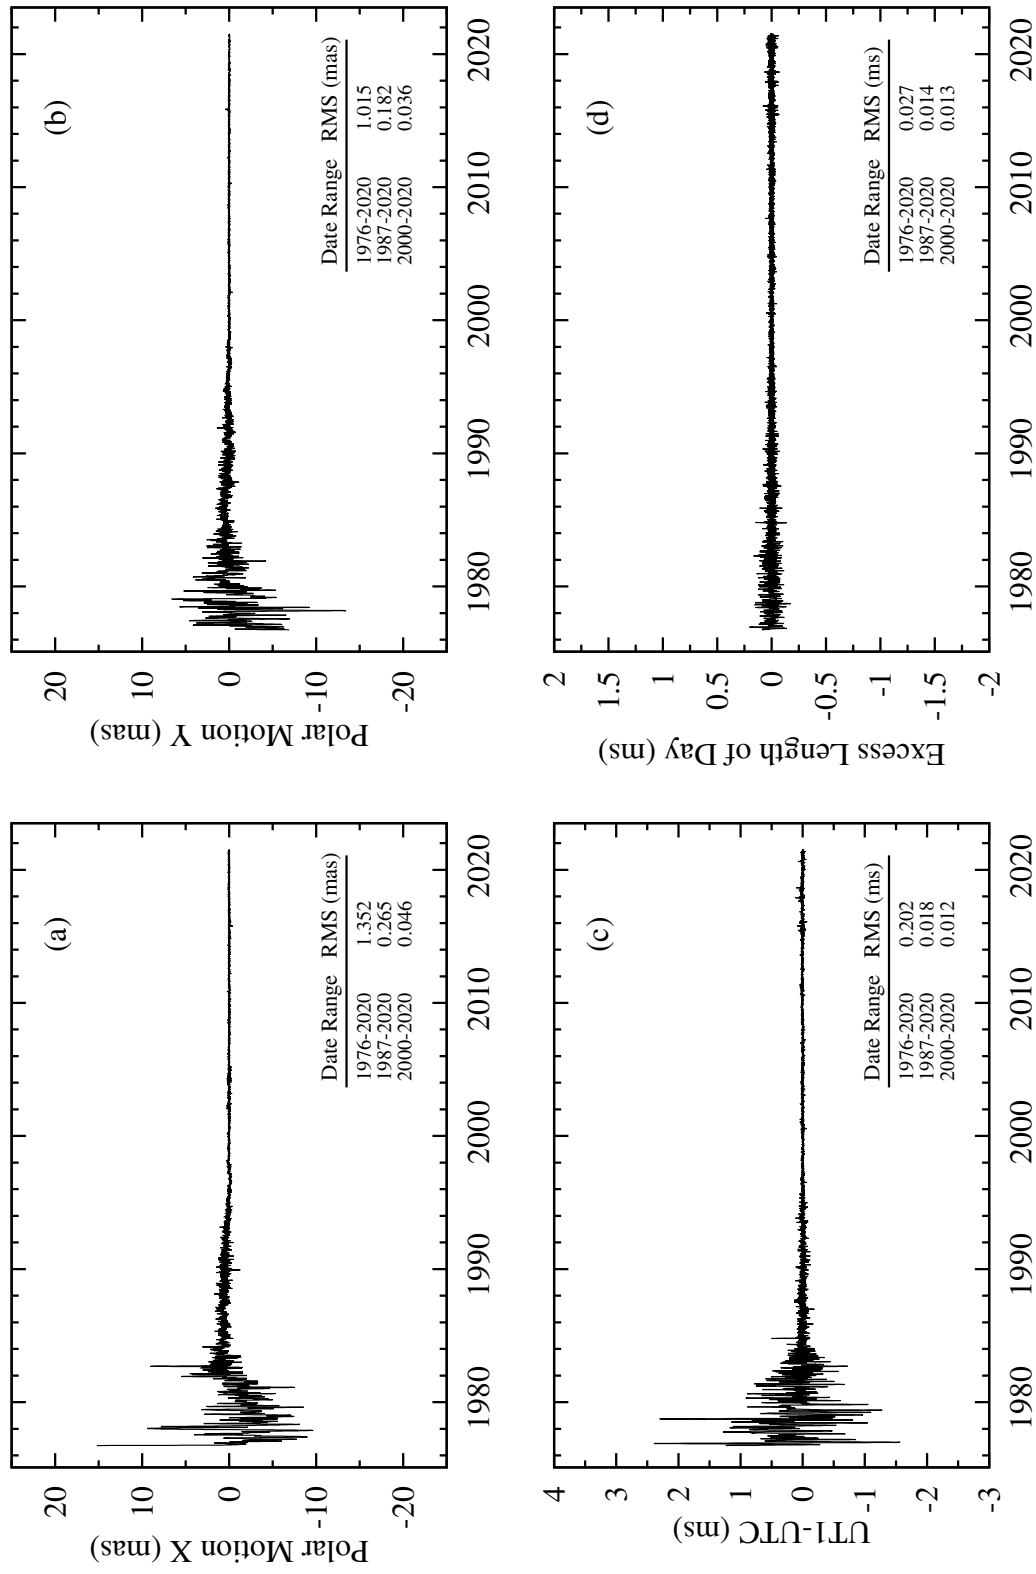 (a)
20
10
0
-10
-20
Polar Motion X (mas)
Date Range RMS (mas)
1976-2020 1.352
1987-2020 0.265
2000-2020 0.046
1980 1990 2000 2010 2020
(b)
20
10
0
-10
-20
Polar Motion Y (mas)
Date Range RMS (mas)
1976-2020 1.015
1987-2020 0.182
2000-2020 0.036
1980 1990 2000 2010 2020
(c)
4
3
2
1
0
-1
-2
-3
UT1-UTC (ms)
Date Range RMS (ms)
1976-2020 0.202
1987-2020 0.018
2000-2020 0.012
1980 1990 2000 2010 2020
(d)
2
1.5
1
0.5
0
-0.5
-1
-1.5
-2
Excess Length of Day (ms)
Date Range RMS (ms)
1976-2020 0.027
1987-2020 0.014
2000-2020 0.013
1980 1990 2000 2010 2020